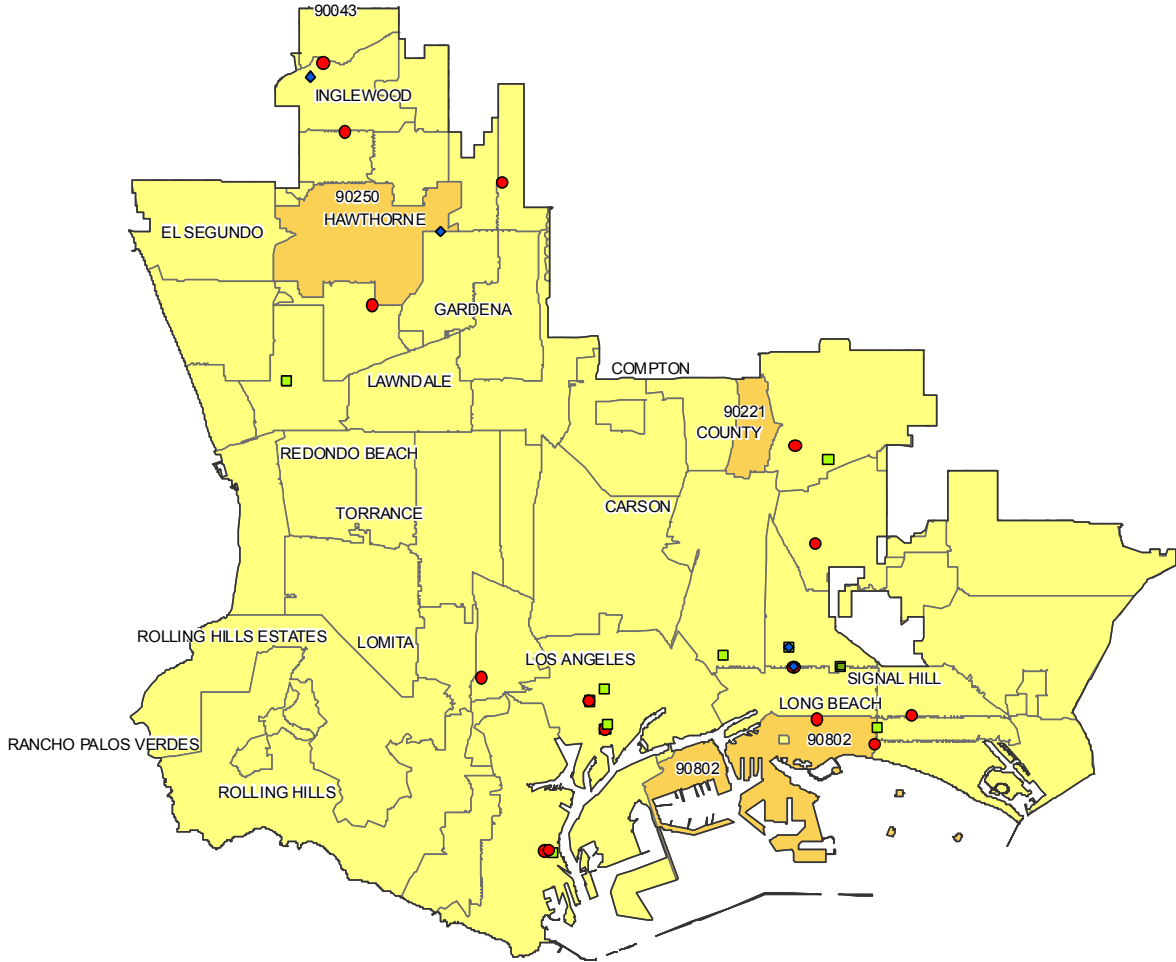 90043
INGLEWOOD
90250
HAWTHORNE
EL SEGUNDO
GARDENA
COMPTON
LAWNDALE
90221
COUNTY
REDONDO BEACH
CARSON
TORRANCE
ROLLING HILLS ESTATES
LOMITA
LOS ANGELES
SIGNAL HILL
LONG BEACH
90802
RANCHO PALOS VERDES
90802
ROLLING HILLS